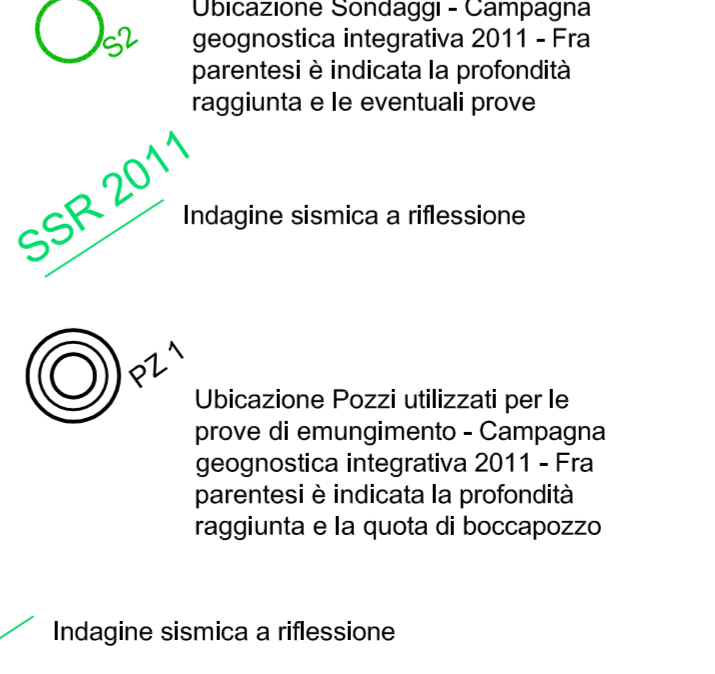 Ubicazione Sondaggi - Campagna
S2
geognostica integrativa 2011 - Fra
parentesi è indicata la profondità
raggiunta e le eventuali prove
SSR 2011
Indagine sismica a riflessione
PZ 1
Ubicazione Pozzi utilizzati per le
prove di emungimento - Campagna
geognostica integrativa 2011 - Fra
parentesi è indicata la profondità
raggiunta e la quota di boccapozzo
Indagine sismica a riflessione